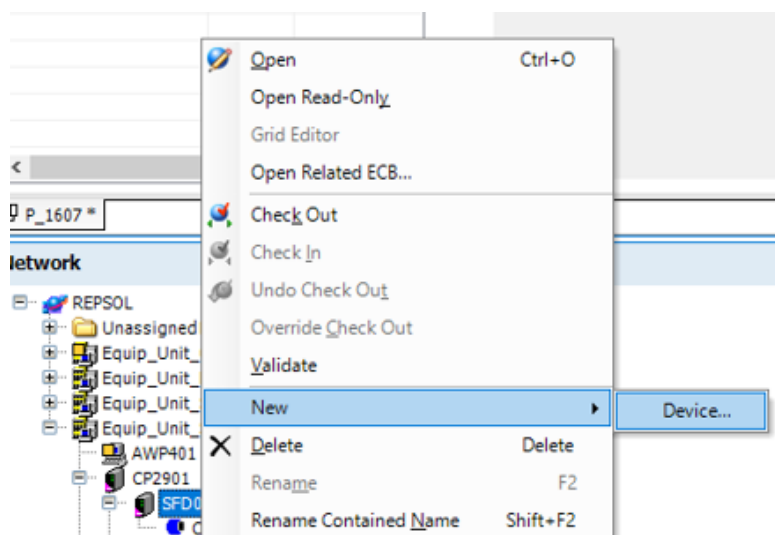 Open Ctrl+O
Open Read-Only
Grid Editor
Open Related ECB...
P_1607 *
Check Out
Check In
Undo Check Out
Override Check Out
Validate
New
Device...
Delete Delete
Rename F2
Rename Contained Name Shift+F2
etwork
REPSOL
Unassigned
Equip_Unit_
Equip_Unit_
Equip_Unit_
Equip_Unit_
AWP401
CP2901
SFD0